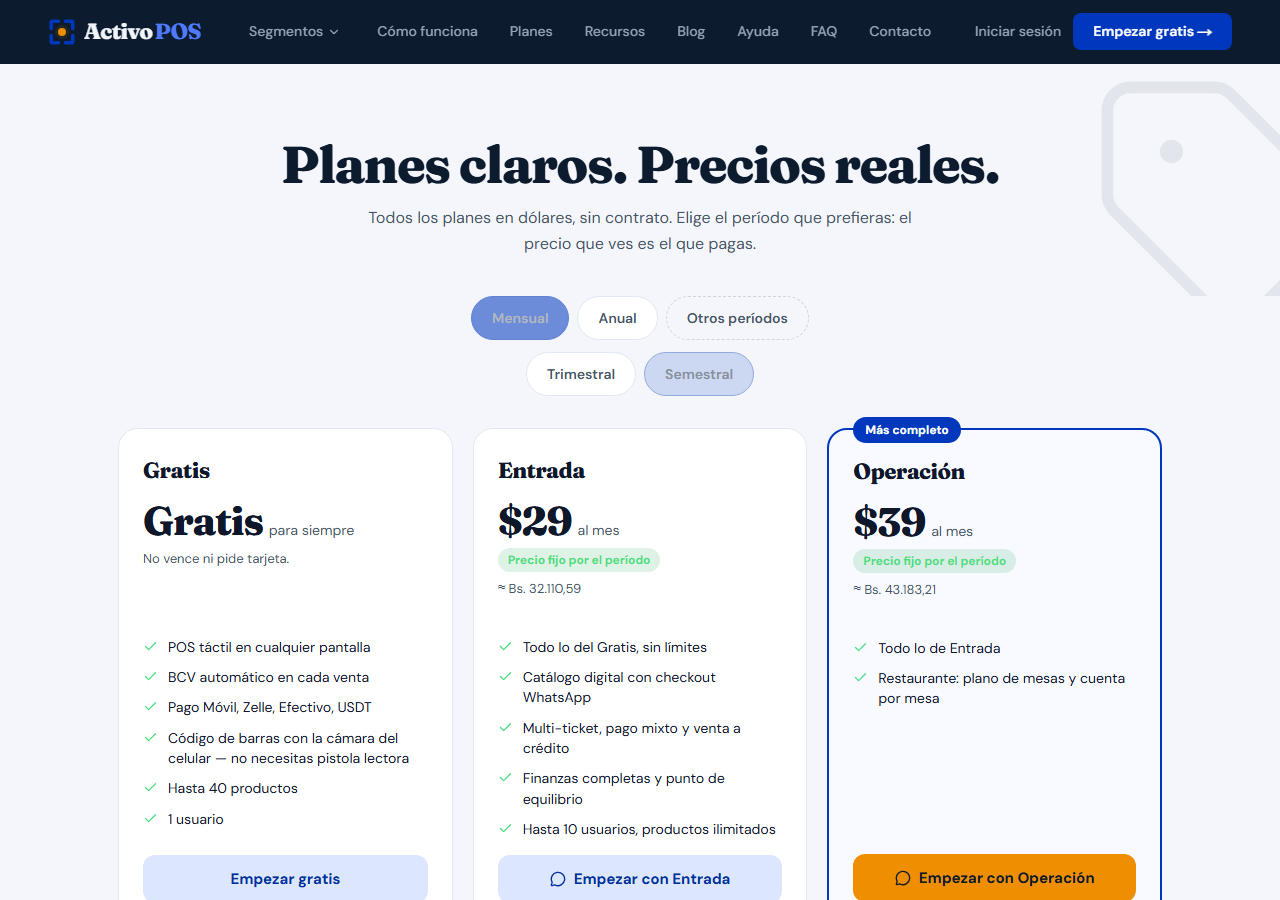 ActivoPOS Segmentos Cómo funciona Planes Recursos Blog Ayuda FAQ Contacto Iniciar sesión Empezar gratis →
Planes claros. Precios reales.
Todos los planes en dólares, sin contrato. Elige el período que prefieras: el
precio que ves es el que pagas.
Mensual Anual Otros períodos
Trimestral Semestral
Gratis
Gratis para siempre
No vence ni pide tarjeta.
POS táctil en cualquier pantalla
BCV automático en cada venta
Pago Móvil, Zelle, Efectivo, USDT
Código de barras con la cámara del
celular — no necesitas pistola lectora
Hasta 40 productos
1 usuario
Empezar gratis
Entrada
$29 al mes
Precio fijo por el período
≈ Bs. 32.110,59
Todo lo del Gratis, sin límites
Catálogo digital con checkout
WhatsApp
Multi-ticket, pago mixto y venta a
crédito
Finanzas completas y punto de
equilibrio
Hasta 10 usuarios, productos ilimitados
Empezar con Entrada
Más completo
Operación
$39 al mes
Precio fijo por el período
≈ Bs. 43.183,21
Todo lo de Entrada
Restaurante: plano de mesas y cuenta
por mesa
Empezar con Operación